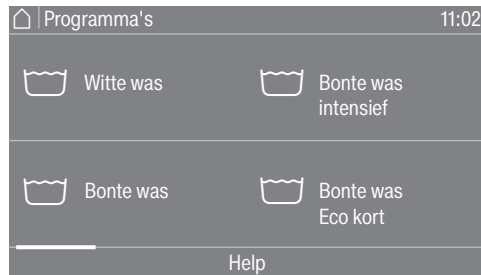 Programma's 11:02
Witte was
Bonte was
intensief
Bonte was
Bonte was
Eco kort
Help